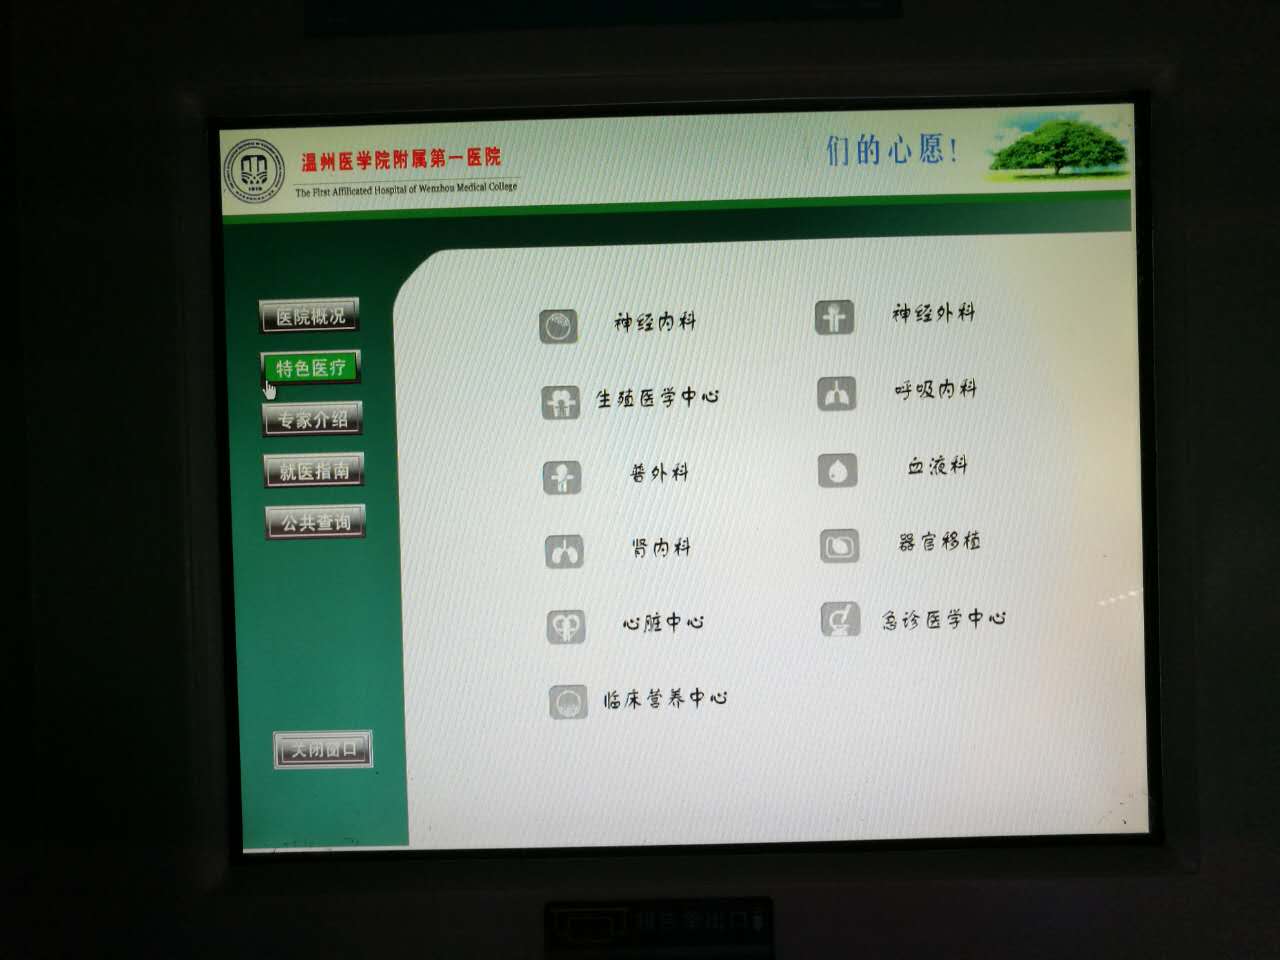 温州医学院附属第一医院
The First Affilicated Hospital of Wenzhou Medical College
们的心愿!
医院概况
特色医疗
专家介绍
就医指南
公共查询
关闭窗口
神经内科
神经外科
生殖医学中心
呼吸内科
普外科
血液科
肾内科
器官移植
心脏中心
急诊医学中心
临床营养中心